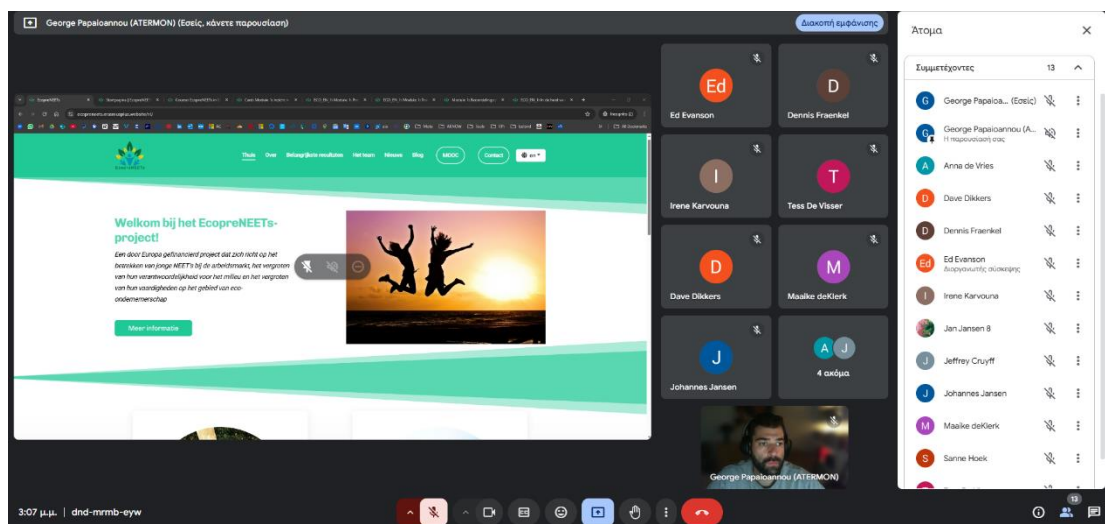 George Papaioannou (ATERMON) (Εσείς, κάνετε παρουσίαση)
Διακοπή εμφάνισης
EcopreNEETs
Thuis Over Belangrijkste resultaten Het team Nieuws Blog MOOC Contact
Welkom bij het EcopreNEETs-
project!
Een door Europa gefinancierd project dat zich richt op het
betrekken van jonge NEET's bij de arbeidsmarkt, het vergroten
van hun verantwoordelijkheid voor het milieu en het vergroten
van hun vaardigheden op het gebied van eco-
ondernemerschap
Meer informatie
Ed
Ed Evanson
D
Dennis Fraenkel
I
Irene Karvouna
T
Tess De Visser
D
Dave Dikkers
M
Maaike deKlerk
J
Johannes Jansen
A J
4 ακόμα
George Papaioannou (ATERMON)
Άτομα
Συμμετέχοντες 13
G George Papaioa... (Εσείς)
G George Papaioannou (A...
Η παρουσίασή σας
A Anna de Vries
D Dave Dikkers
D Dennis Fraenkel
Ed Ed Evanson
Διοργανωτής σύσκεψης
I Irene Karvouna
Jan Jansen 8
J Jeffrey Cruyff
J Johannes Jansen
M Maaike deKlerk
S Sanne Hoek
3:07 μ.μ. | dnd-mrmb-eyw
13